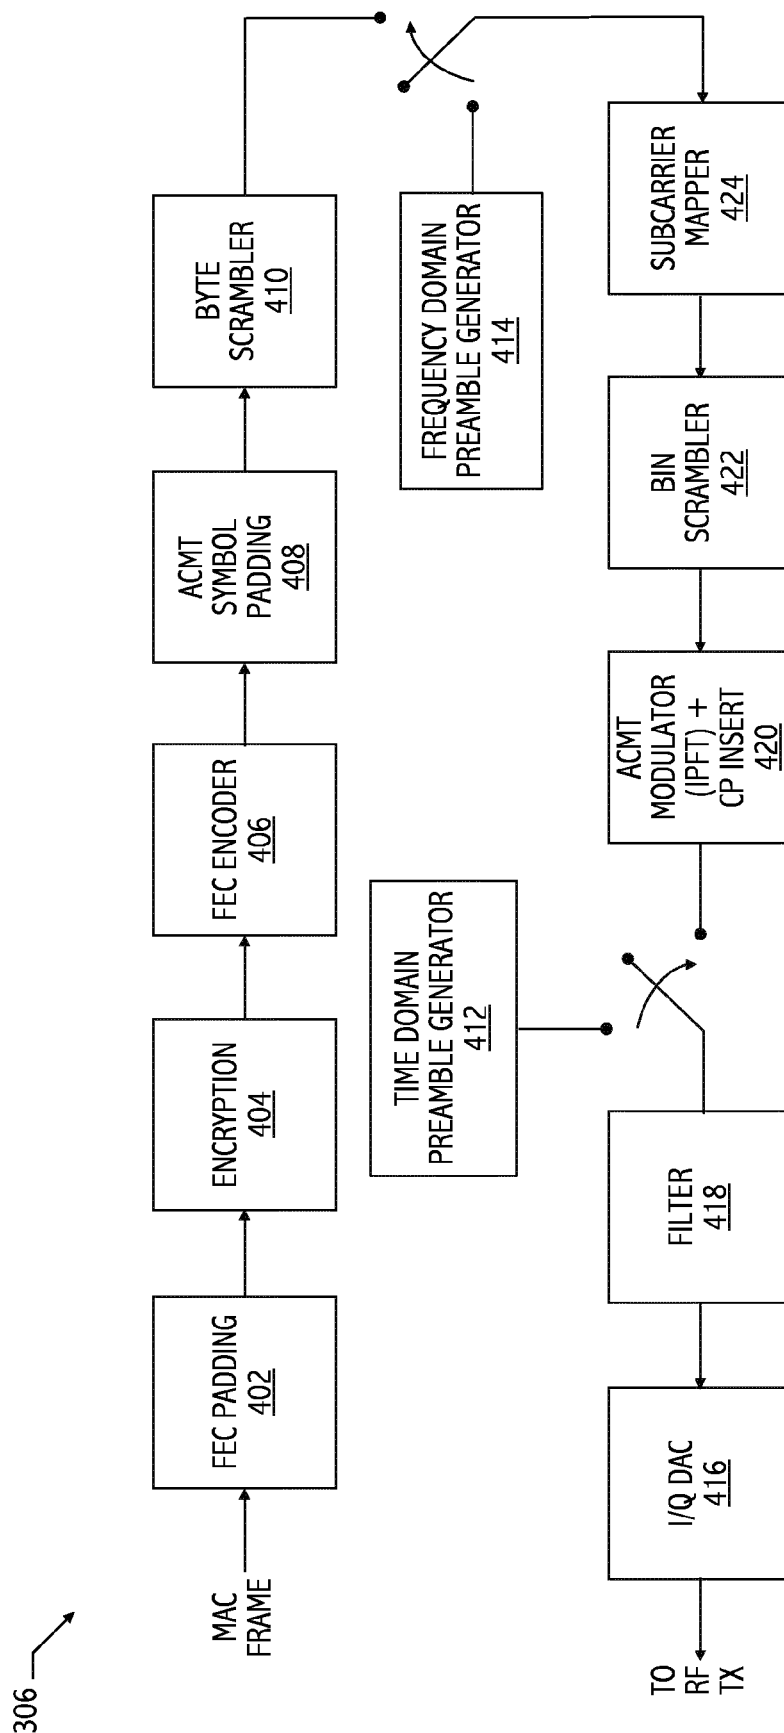 306
MAC
FRAME
FEC PADDING
402
ENCRYPTION
404
FEC ENCODER
406
ACMT
SYMBOL
PADDING
408
BYTE
SCRAMBLER
410
TIME DOMAIN
PREAMBLE GENERATOR
412
FREQUENCY DOMAIN
PREAMBLE GENERATOR
414
TO
RF
TX
I/Q DAC
416
FILTER
418
ACMT
MODULATOR
(IPFT) +
CP INSERT
420
BIN
SCRAMBLER
422
SUBCARRIER
MAPPER
424